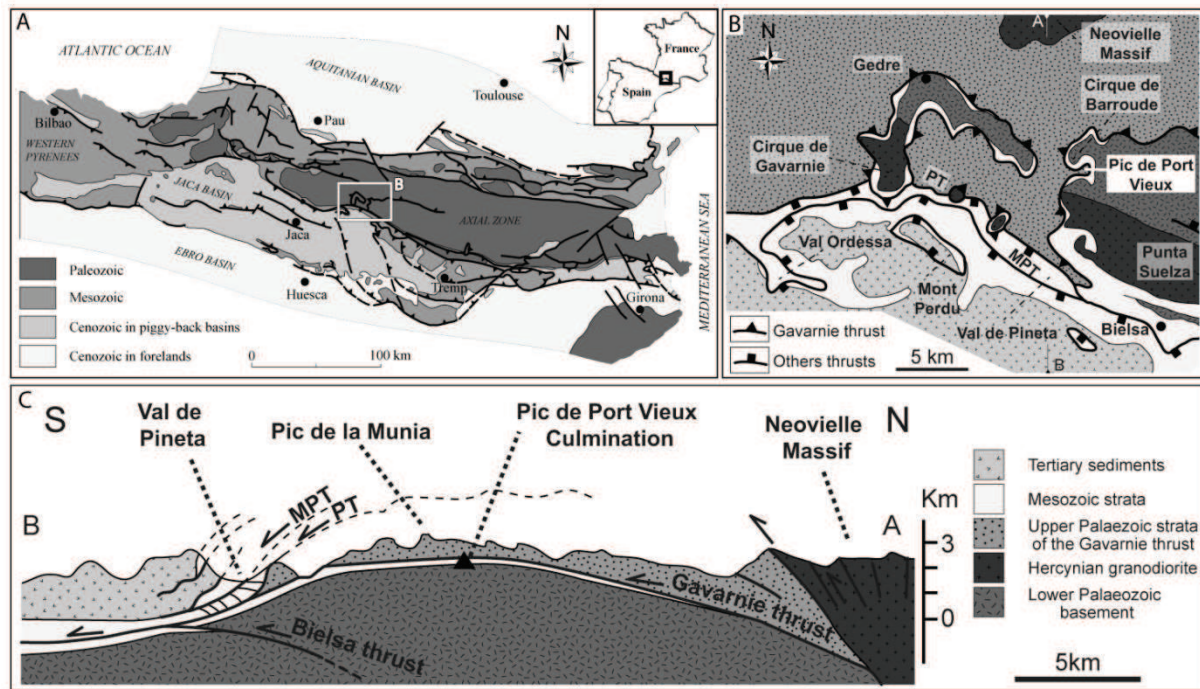 A
ATLANTIC OCEAN
N
AQUITANIAN BASIN
Toulouse
France
Spain
Bilbao
Pau
WESTERN
PYRENEES
B
JACA BASIN
AXIAL ZONE
Jaca
EBRO BASIN
Huesca
Tremp
Girona
MEDITERRANEAN SEA
Paleozoic
Mesozoic
Cenozoic in piggy-back basins
Cenozoic in forelands
0
100 km
B
N
A
Neovielle
Massif
Gedre
Cirque de
Barroude
Cirque de
Gavarnie
Pic de Port
Vieux
PT
Val Ordessa
MPT
Punta
Suelza
Mont
Perdu
Val de Pineta
Bielsa
Gavarnie thrust
Others thrusts
5 km
B
C
S
Val de
Pineta
Pic de la Munia
Pic de Port Vieux
Culmination
Neovielle
Massif
N
MPT
PT
B
A
Km
3
0
Gavarnie thrust
Bielsa thrust
Tertiary sediments
Mesozoic strata
Upper Palaezoic strata
of the Gavarnie thrust
Hercynian granodiorite
Lower Palaezoic
basement
5km